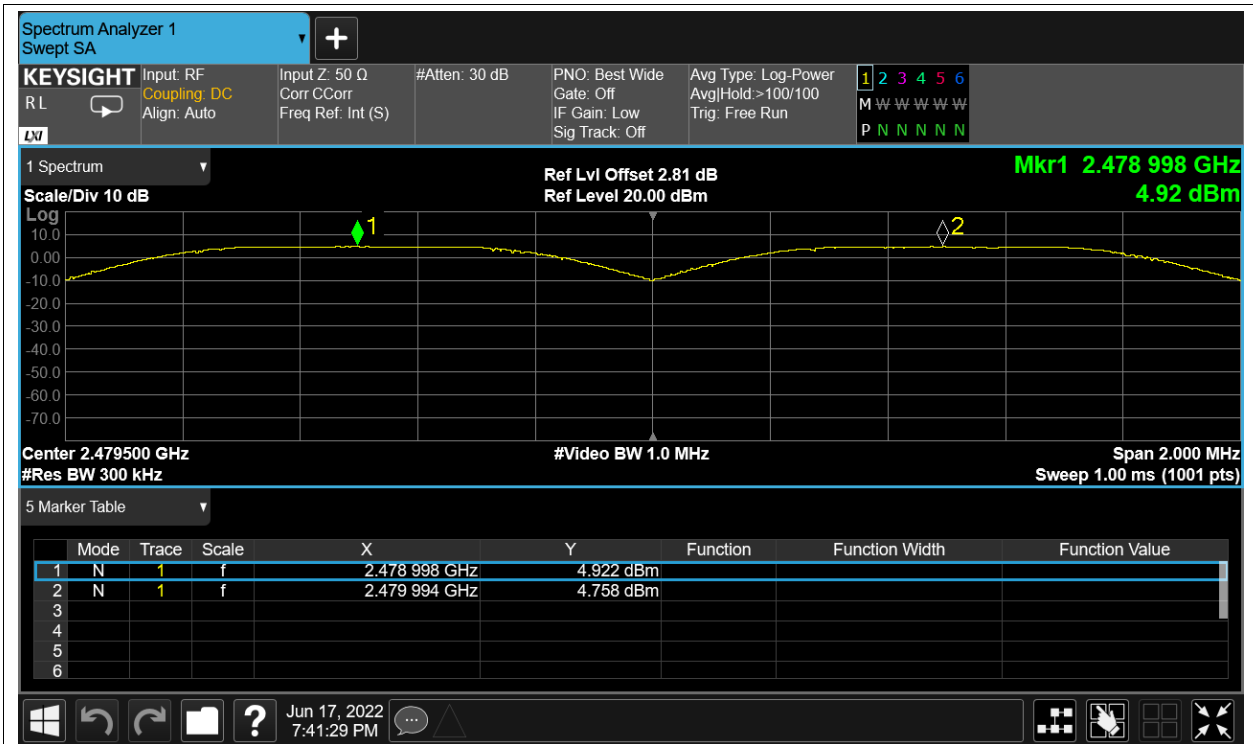 Spectrum Analyzer 1
Swept SA
+
KEYSIGHT Input: RF Input Z: 50 Ω #Atten: 30 dB PNO: Best Wide Avg Type: Log-Power 1 2 3 4 5 6
R L Coupling: DC Corr CCorr Gate: Off Avg|Hold:>100/100 M W W W W W
Align: Auto Freq Ref: Int (S) IF Gain: Low Trig: Free Run
LXI Sig Track: Off P N N N N N
1 Spectrum Ref Lvl Offset 2.81 dB Mkr1 2.478 998 GHz
Scale/Div 10 dB Ref Level 20.00 dBm 4.92 dBm
Log
1 2
10.0
0.00
-10.0
-20.0
-30.0
-40.0
-50.0
-60.0
-70.0
Center 2.479500 GHz #Video BW 1.0 MHz Span 2.000 MHz
#Res BW 300 kHz Sweep 1.00 ms (1001 pts)
5 Marker Table
Mode Trace Scale X Y Function Function Width Function Value
1 N 1 f 2.478 998 GHz 4.922 dBm
2 N 1 f 2.479 994 GHz 4.758 dBm
3
4
5
6
? Jun 17, 2022
7:41:29 PM